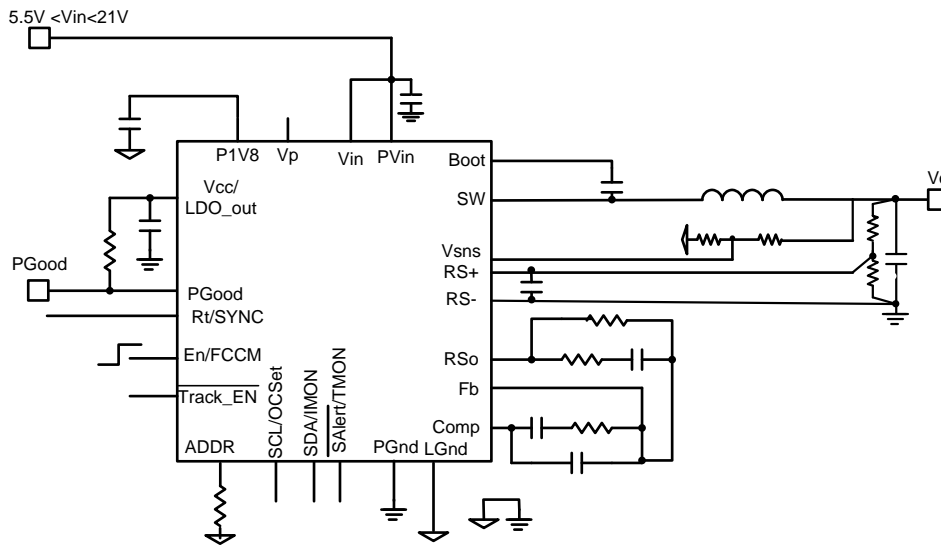 5.5V <Vin<21V
P1V8
Vp
Vin
PVin
Boot
Vcc/
LDO_out
SW
Vsns
PGood
RS+
PGood
RS-
Rt/SYNC
En/FCCM
RSo
Track_EN
Fb
Comp
ADDR
SCL/OCSet
SDA/IMON
SAlert/TMON
PGnd
LGnd